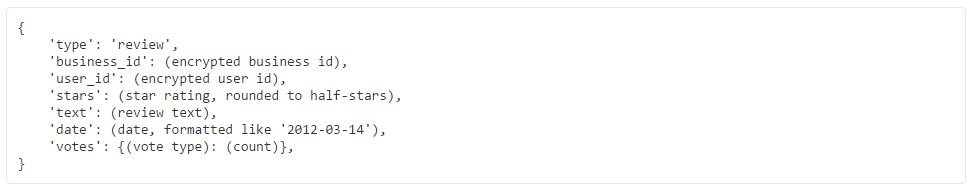 {
    'type': 'review',
    'business_id': (encrypted business id),
    'user_id': (encrypted user id),
    'stars': (star rating, rounded to half-stars),
    'text': (review text),
    'date': (date, formatted like '2012-03-14'),
    'votes': {(vote type): (count)},
}